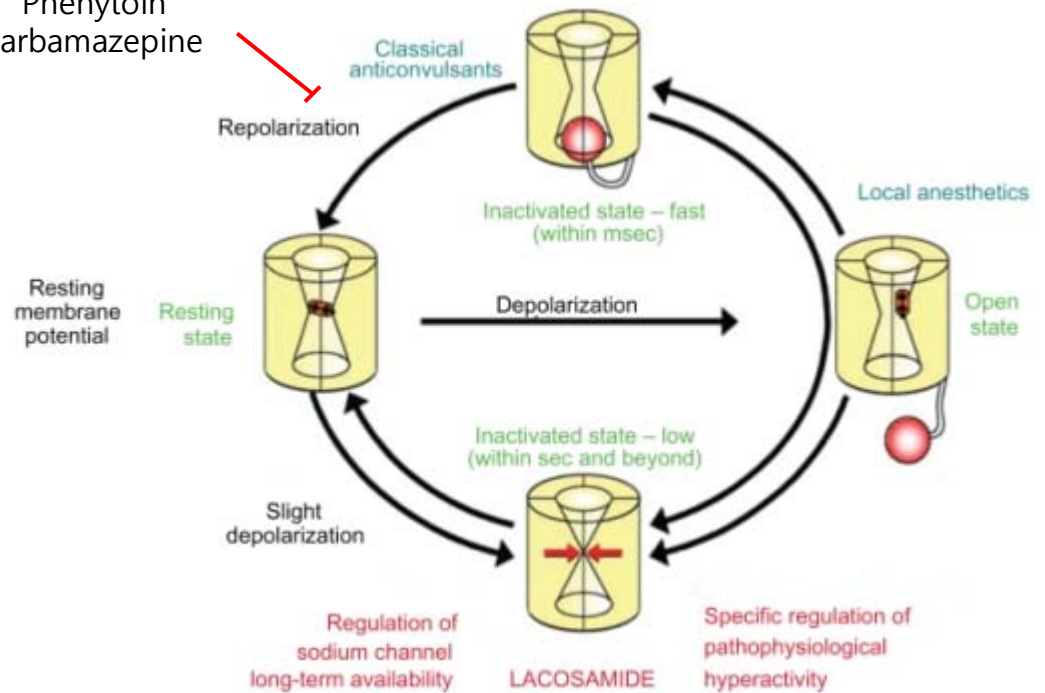 Phenytoin
arbamazepine
Classical
anticonvulsants
Repolarization
Inactivated state – fast
(within msec)
Local anesthetics
Resting
membrane
potential
Resting
state
Depolarization
Open
state
Inactivated state – low
(within sec and beyond)
Slight
depolarization
Regulation of
sodium channel
long-term availability
LACOSAMIDE
Specific regulation of
pathophysiological
hyperactivity